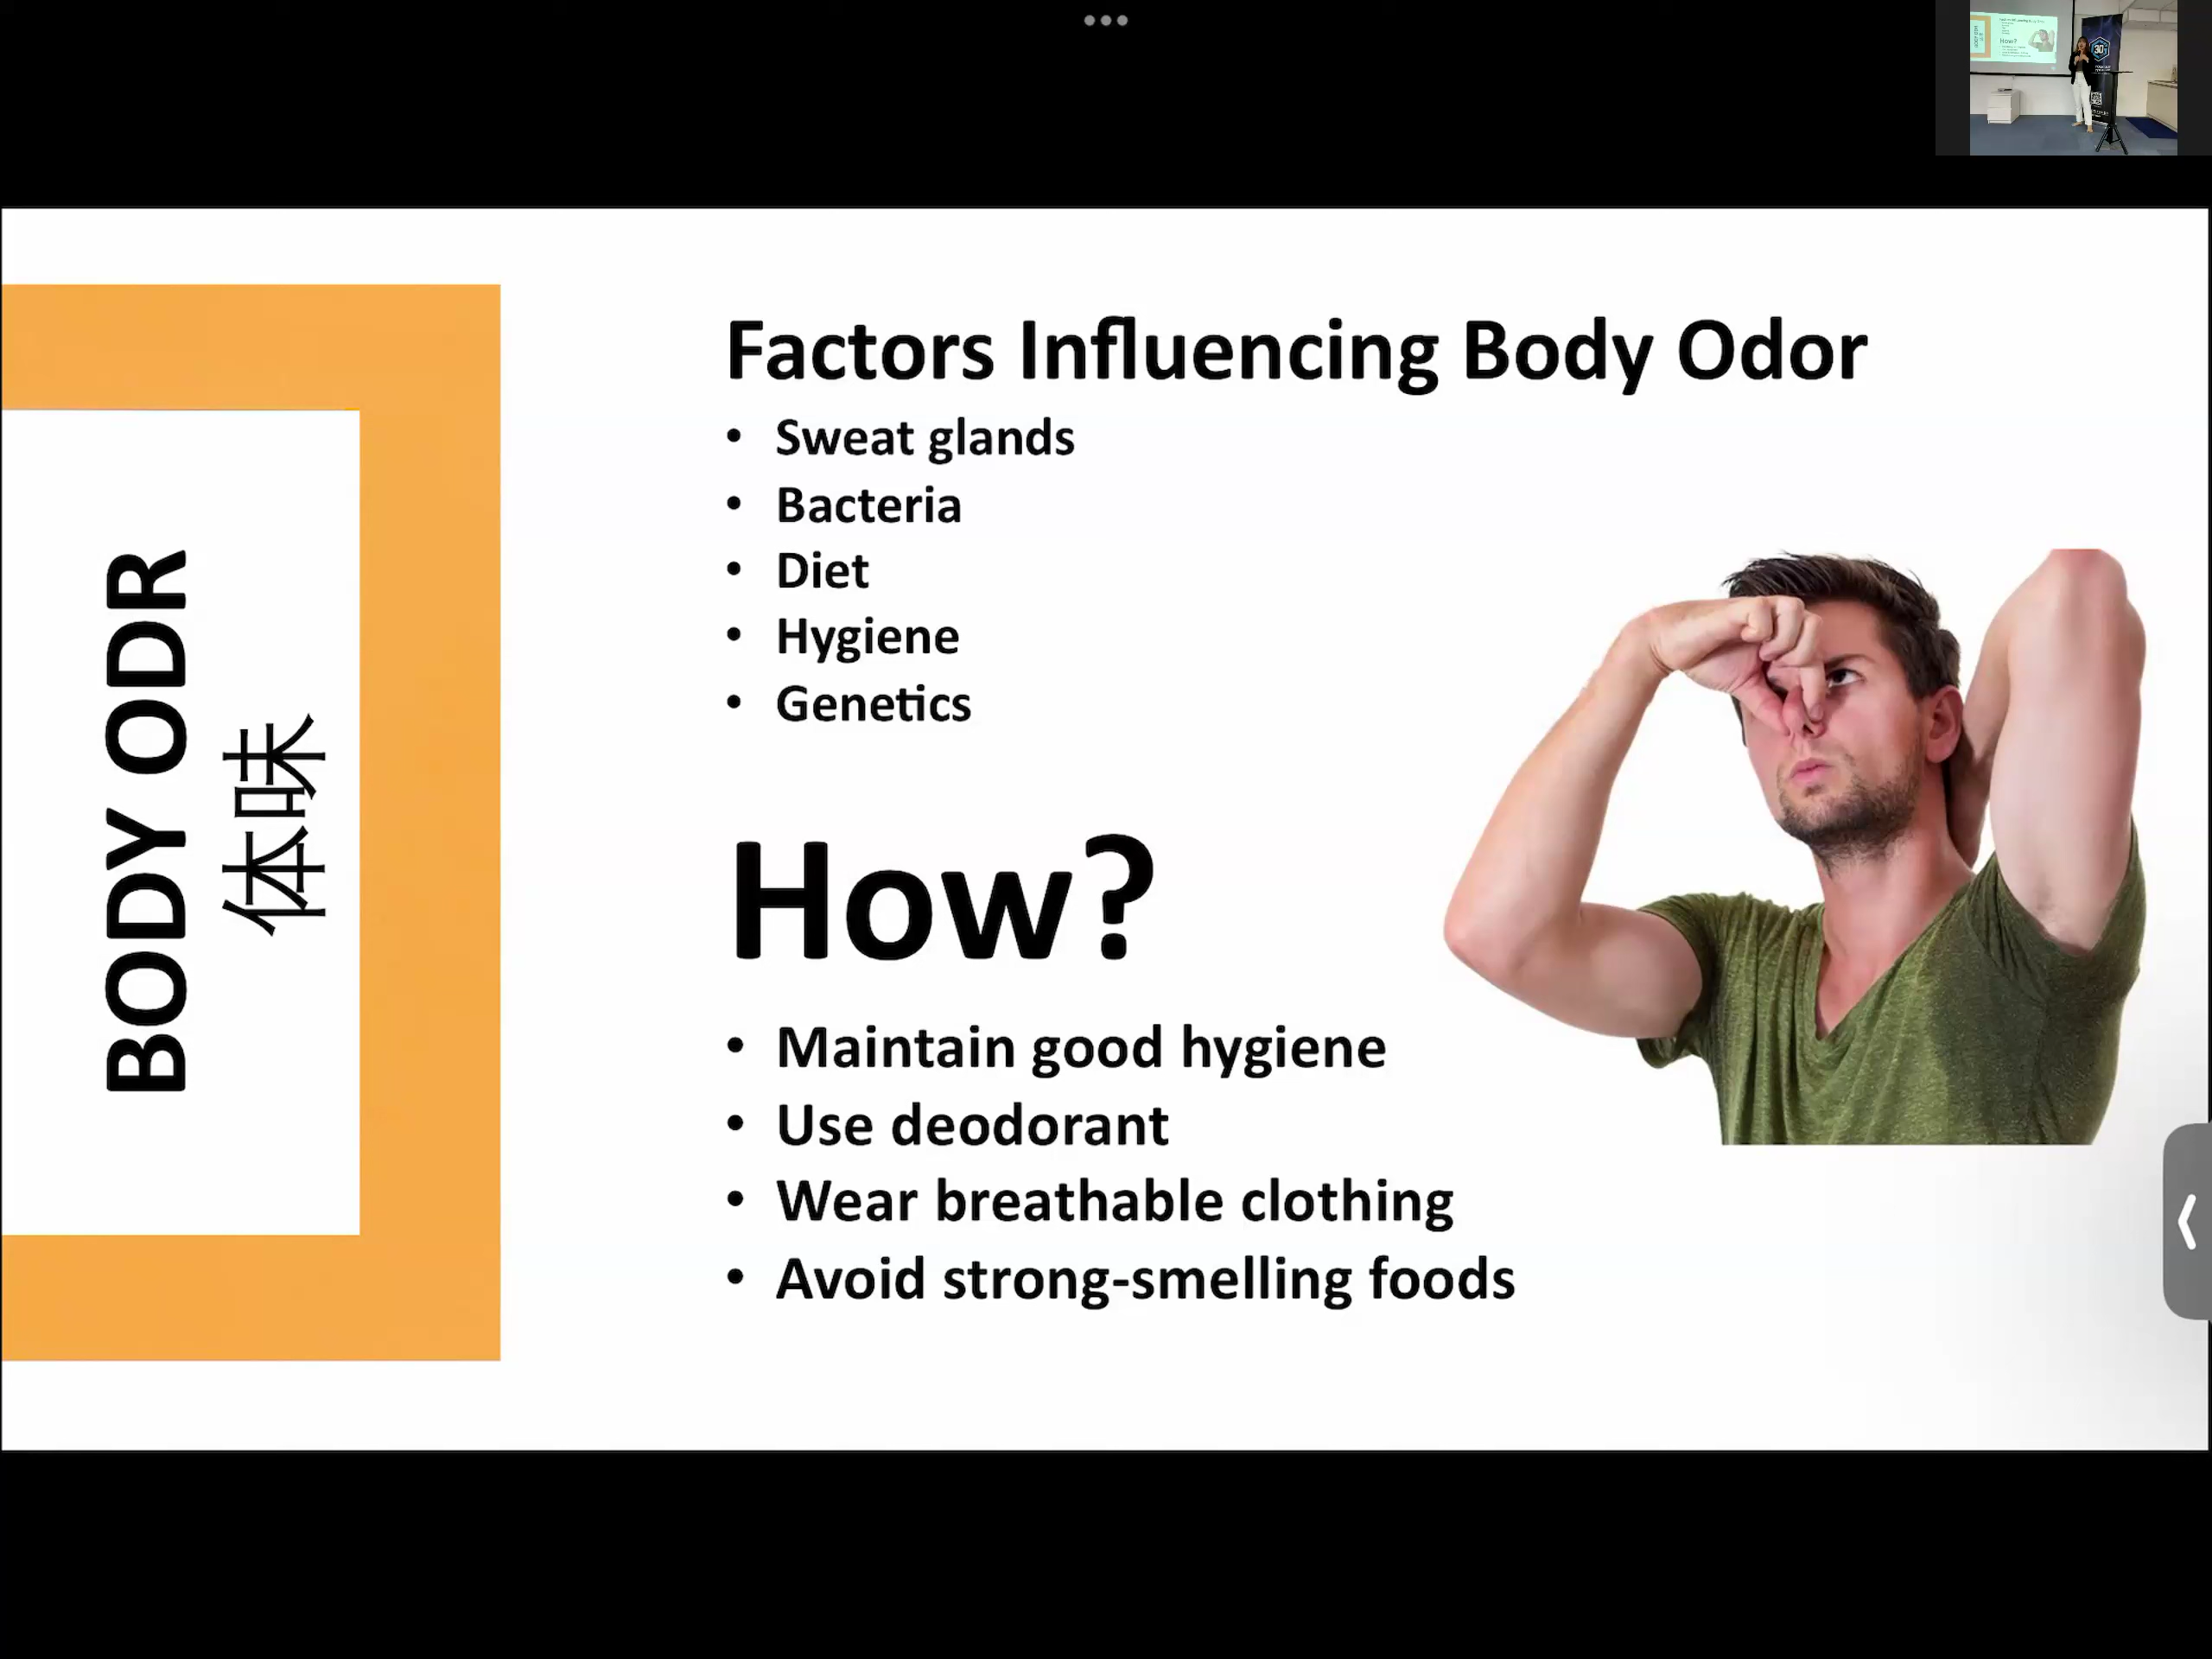 BODY ODR
体味
Factors Influencing Body Odor
• Sweat glands
• Bacteria
• Diet
• Hygiene
• Genetics
How?
• Maintain good hygiene
• Use deodorant
• Wear breathable clothing
• Avoid strong-smelling foods